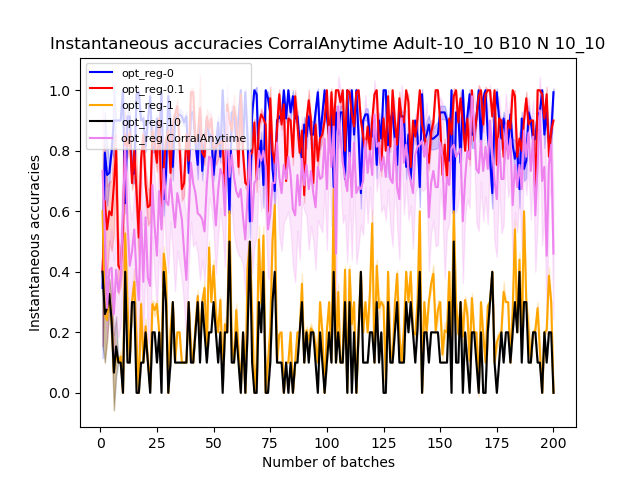 Instantaneous accuracies CorralAnytime Adult-10_10 B10 N 10_10
opt_reg-0
opt_reg-0.1
opt_reg-1
opt_reg-10
opt_reg CorralAnytime
Instantaneous accuracies
1.0
0.8
0.6
0.4
0.2
0.0
0 25 50 75 100 125 150 175 200
Number of batches